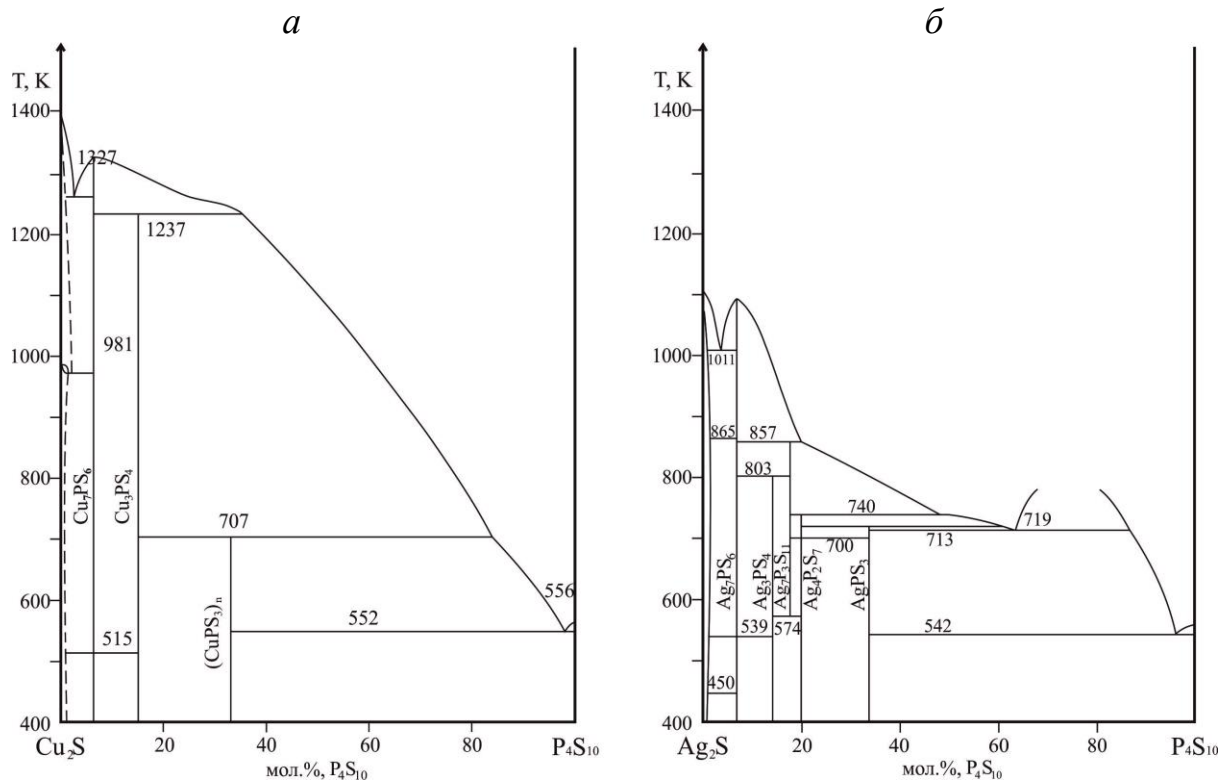 а
T, K
1400
1327
1200
1237
1000
981
800
Cu₇PS₆
Cu₃PS₄
707
600
(CuPS₃)ₙ
556
552
515
400
Cu₂S
20
40
60
80
P₄S₁₀
мол.%, P₄S₁₀
б
T, K
1400
1200
1000
1011
865
857
800
803
740
719
713
700
Ag₇PS₆
Ag₃PS₄
Ag₇P₃S₁₁
Ag₄P₂S₇
AgPS₃
600
539
574
542
450
400
Ag₂S
20
40
60
80
P₄S₁₀
мол.%, P₄S₁₀